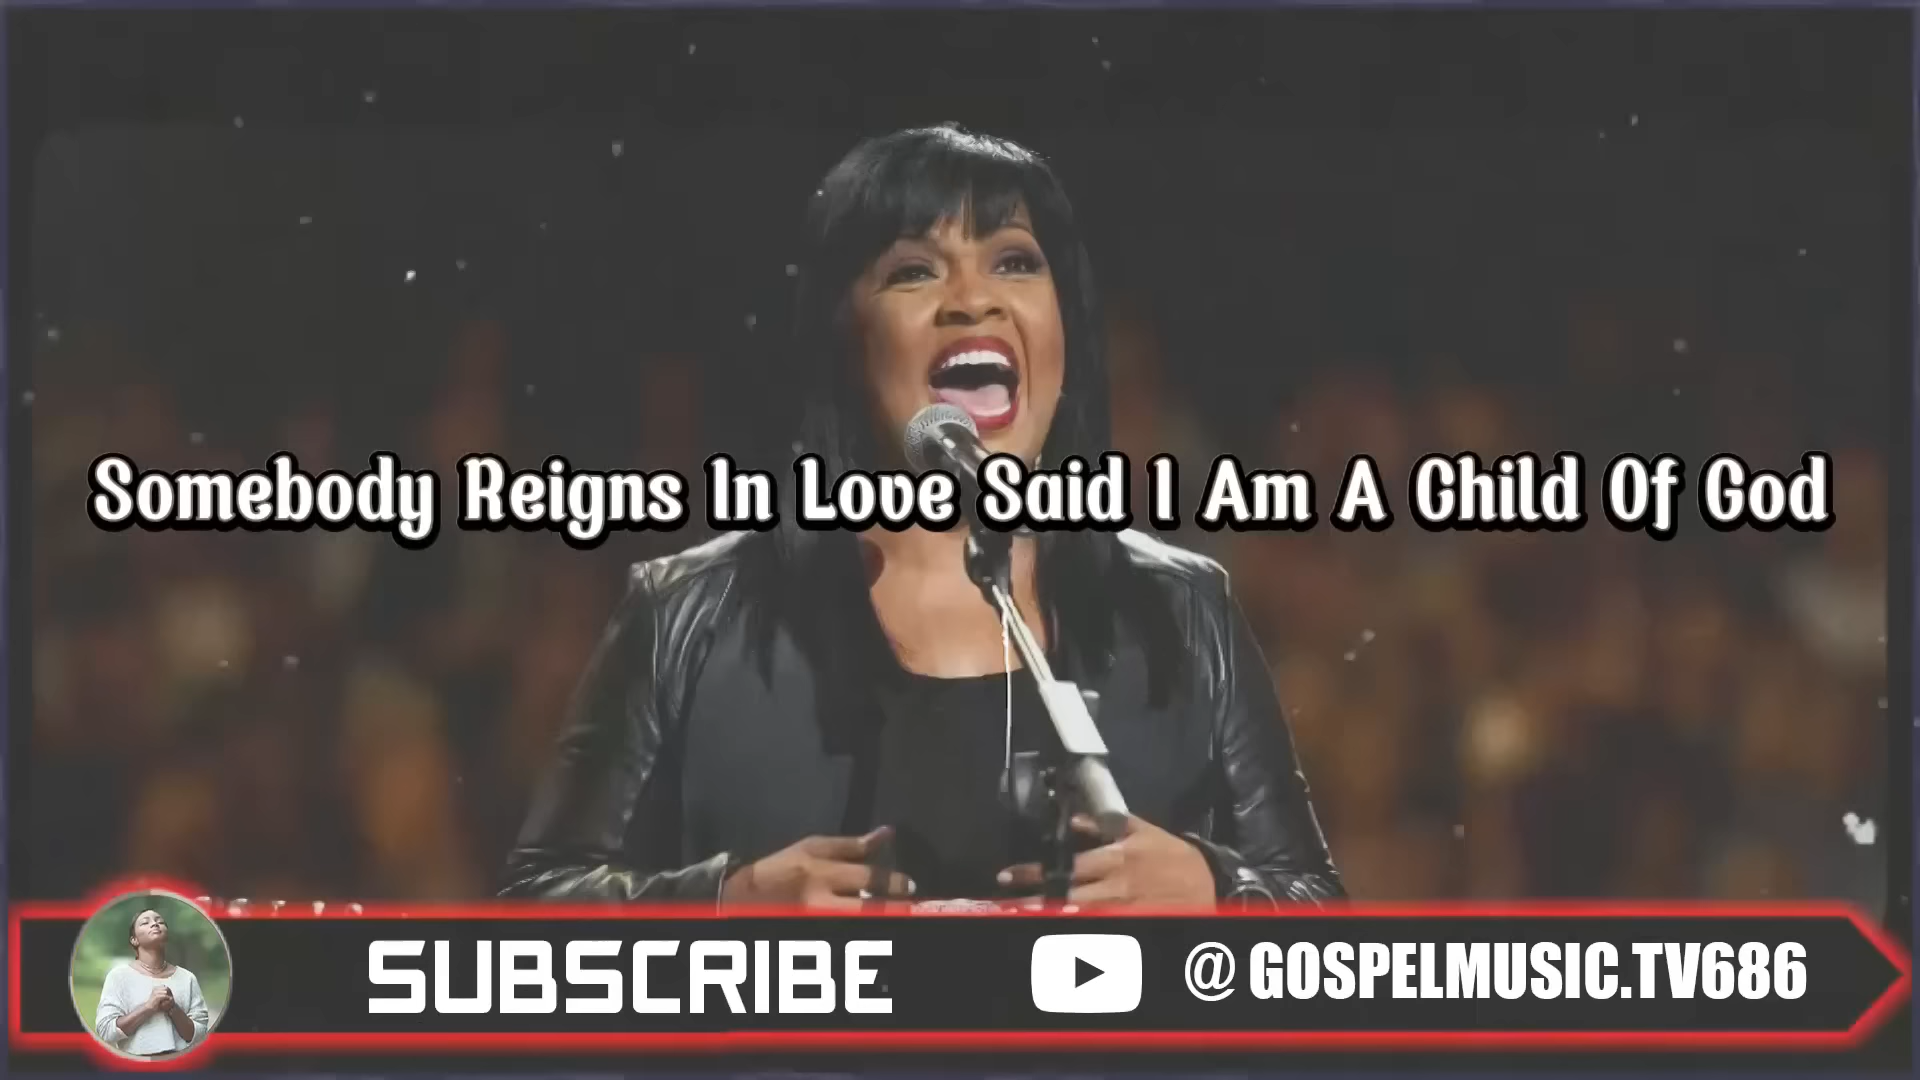 Somebody Reigns In Love Said I Am A Child Of God
SUBSCRIBE
@GOSPELMUSIC.TV686